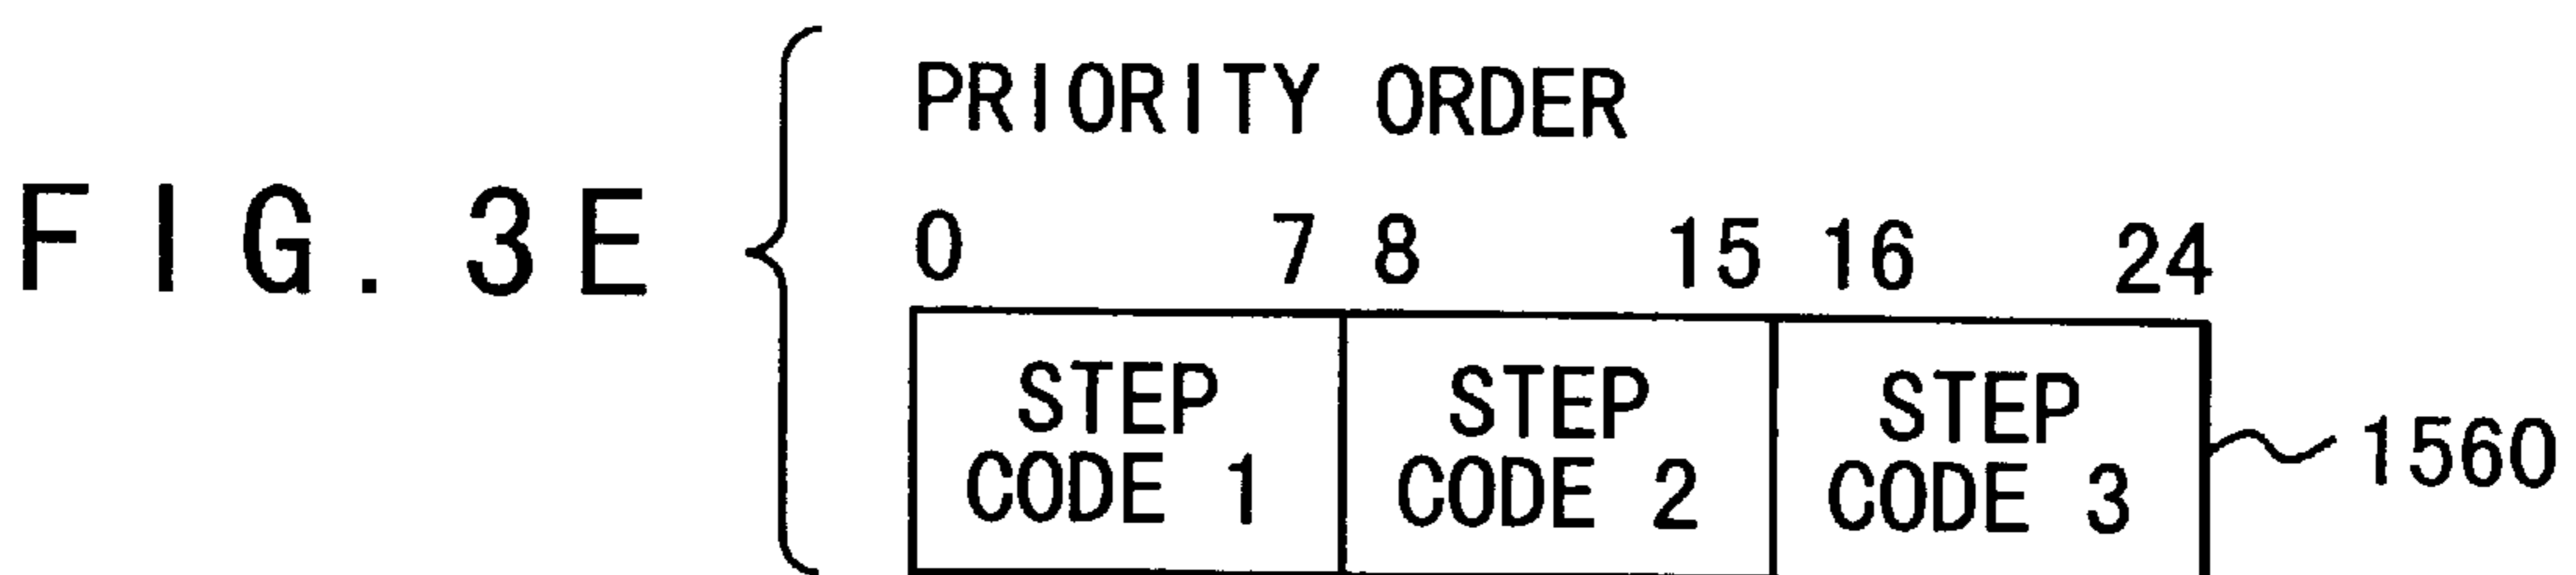 FIG. 3E
PRIORITY ORDER
0 7 8 15 16 24
STEP CODE 1
STEP CODE 2
STEP CODE 3
1560